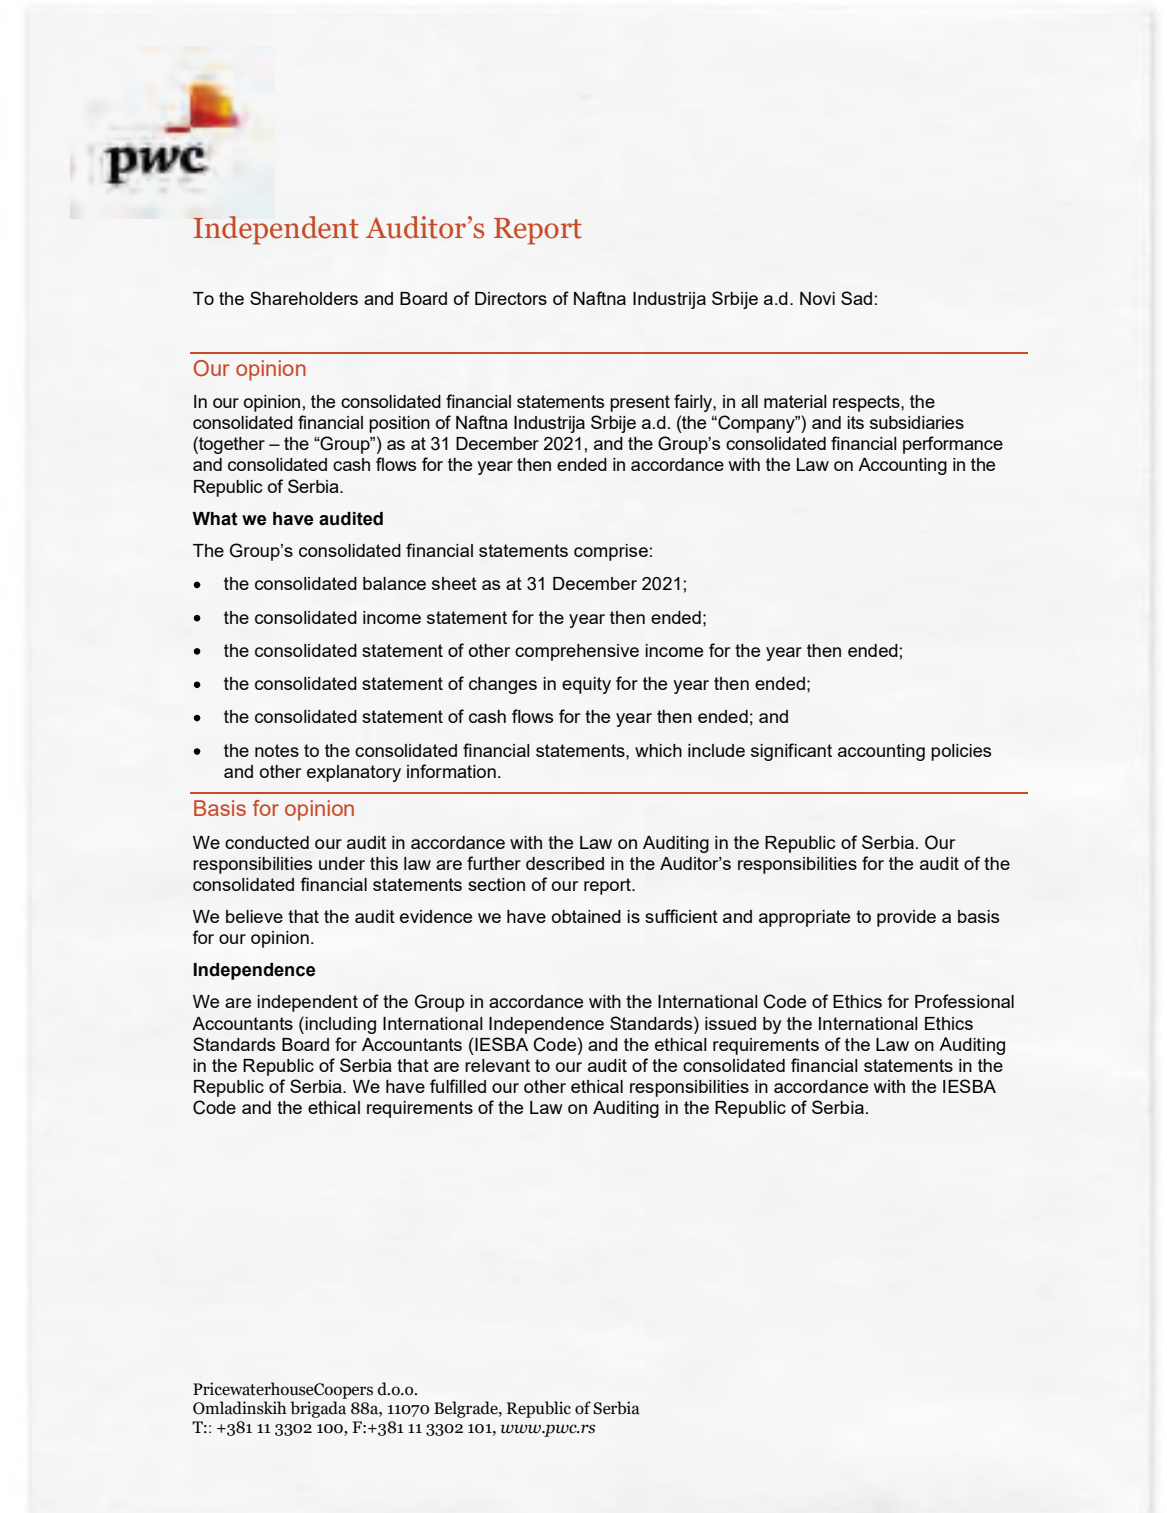 pwc
Independent Auditor’s Report
To the Shareholders and Board of Directors of Naftna Industrija Srbije a.d. Novi Sad:
Our opinion
In our opinion, the consolidated financial statements present fairly, in all material respects, the
consolidated financial position of Naftna Industrija Srbije a.d. (the “Company”) and its subsidiaries
(together – the “Group”) as at 31 December 2021, and the Group’s consolidated financial performance
and consolidated cash flows for the year then ended in accordance with the Law on Accounting in the
Republic of Serbia.
What we have audited
The Group’s consolidated financial statements comprise:
• the consolidated balance sheet as at 31 December 2021;
• the consolidated income statement for the year then ended;
• the consolidated statement of other comprehensive income for the year then ended;
• the consolidated statement of changes in equity for the year then ended;
• the consolidated statement of cash flows for the year then ended; and
• the notes to the consolidated financial statements, which include significant accounting policies
and other explanatory information.
Basis for opinion
We conducted our audit in accordance with the Law on Auditing in the Republic of Serbia. Our
responsibilities under this law are further described in the Auditor’s responsibilities for the audit of the
consolidated financial statements section of our report.
We believe that the audit evidence we have obtained is sufficient and appropriate to provide a basis
for our opinion.
Independence
We are independent of the Group in accordance with the International Code of Ethics for Professional
Accountants (including International Independence Standards) issued by the International Ethics
Standards Board for Accountants (IESBA Code) and the ethical requirements of the Law on Auditing
in the Republic of Serbia that are relevant to our audit of the consolidated financial statements in the
Republic of Serbia. We have fulfilled our other ethical responsibilities in accordance with the IESBA
Code and the ethical requirements of the Law on Auditing in the Republic of Serbia.
PricewaterhouseCoopers d.o.o.
Omladinskih brigada 88a, 11070 Belgrade, Republic of Serbia
T:: +381 11 3302 100, F:+381 11 3302 101, www.pwc.rs